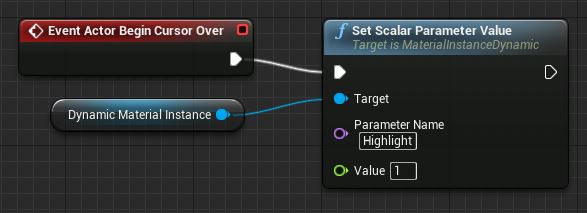 Event Actor Begin Cursor Over
f Set Scalar Parameter Value
Target is MaterialInstanceDynamic
Dynamic Material Instance
Target
Parameter Name
Highlight
Value 1